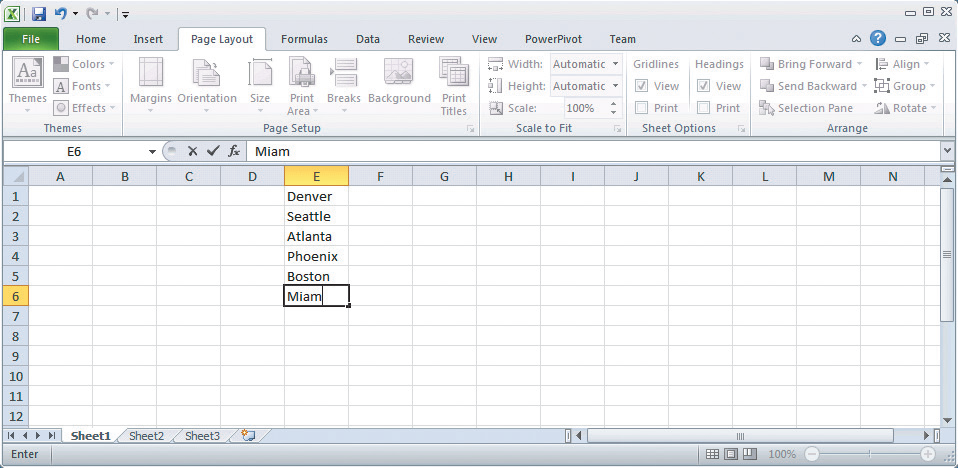 File Home Insert Page Layout Formulas Data Review View PowerPivot Team
Colors Width: Automatic Gridlines Headings Bring Forward Align
Aa A Fonts Height: Automatic View View Send Backward Group
Themes Effects Margins Orientation Size Print Area Breaks Background Print Titles Scale: 100% Print Print Selection Pane Rotate
Themes Page Setup Scale to Fit Sheet Options Arrange
E6 fx Miam
A B C D E F G H I J K L M N
1 Denver
2 Seattle
3 Atlanta
4 Phoenix
5 Boston
6 Miam
7
8
9
10
11
12
Sheet1 Sheet2 Sheet3
Enter 100%